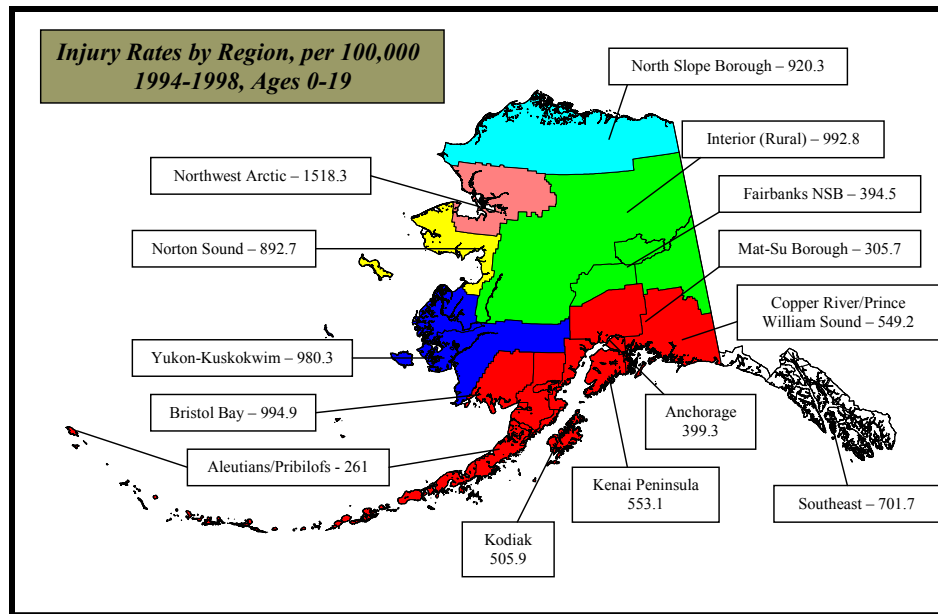 Injury Rates by Region, per 100,000
1994-1998, Ages 0-19
North Slope Borough – 920.3
Interior (Rural) – 992.8
Northwest Arctic – 1518.3
Fairbanks NSB – 394.5
Norton Sound – 892.7
Mat-Su Borough – 305.7
Copper River/Prince
William Sound – 549.2
Yukon-Kuskokwim – 980.3
Bristol Bay – 994.9
Anchorage
399.3
Aleutians/Pribilofs - 261
Kenai Peninsula
553.1
Southeast – 701.7
Kodiak
505.9